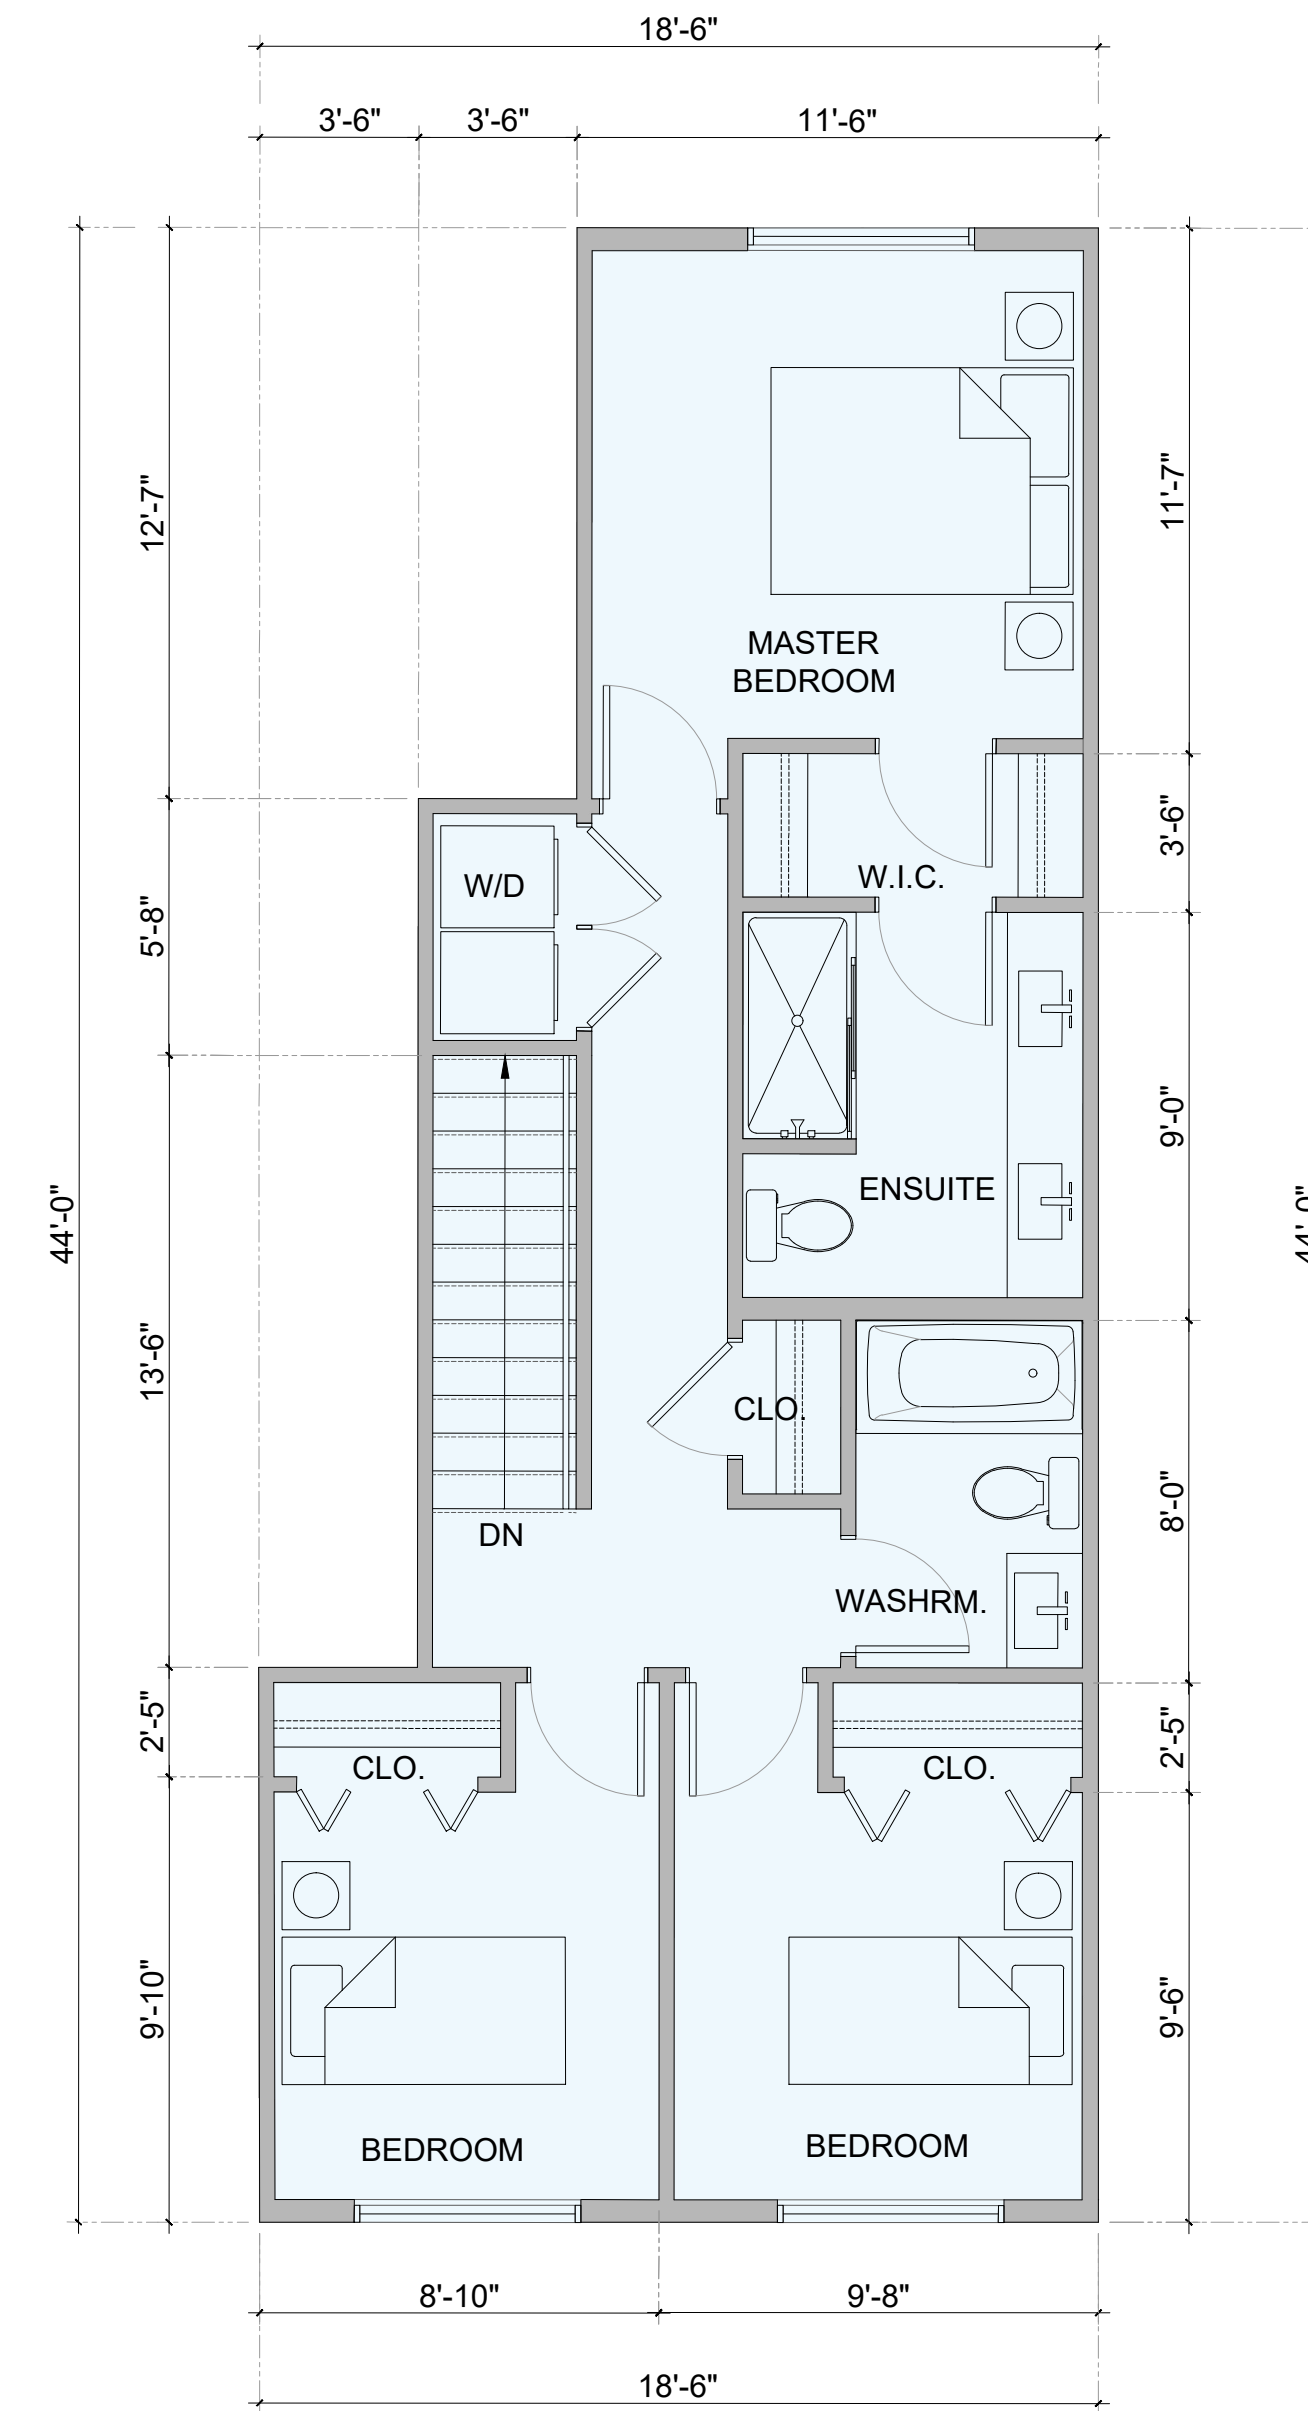 18'-6"
3'-6"
3'-6"
11'-6"
12'-7"
11'-7"
MASTER
BEDROOM
3'-6"
W.I.C.
W/D
5'-8"
9'-0"
ENSUITE
44'-0"
44'-0"
13'-6"
CLO.
8'-0"
DN
WASHRM.
2'-5"
2'-5"
CLO.
CLO.
9'-10"
9'-6"
BEDROOM
BEDROOM
8'-10"
9'-8"
18'-6"